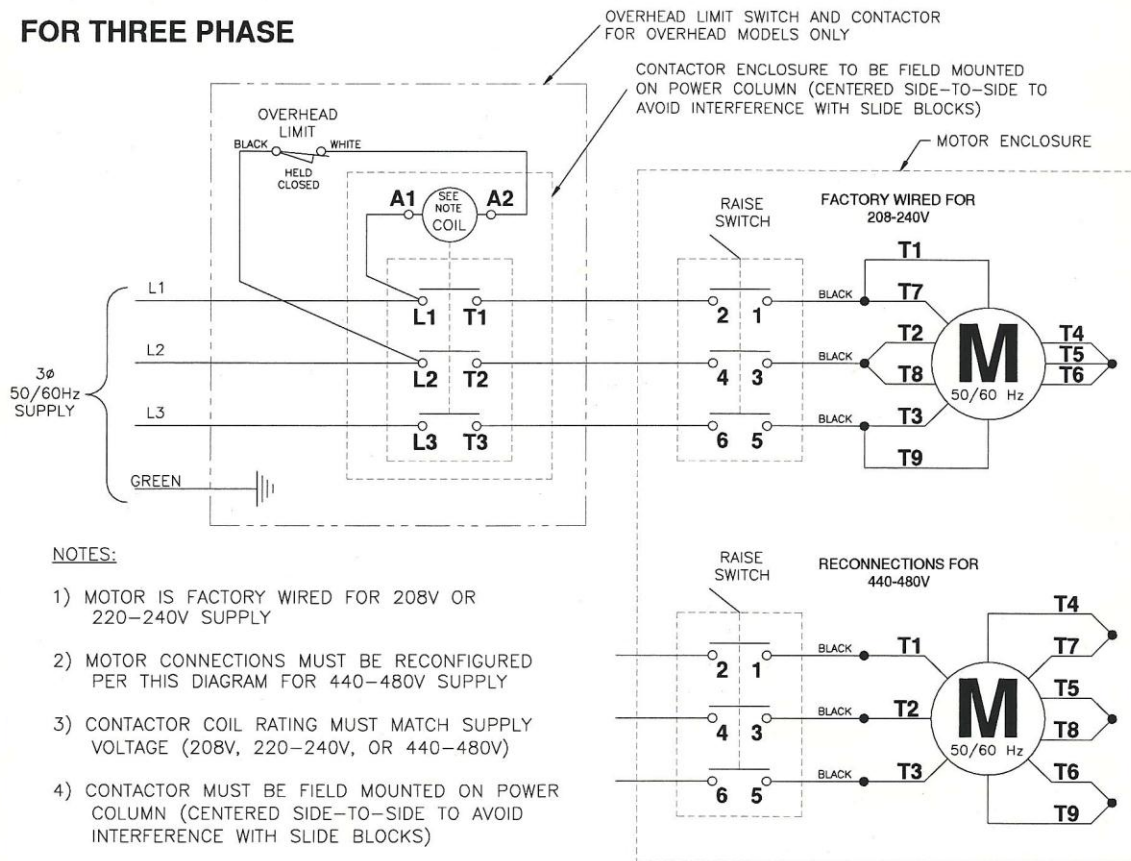 FOR THREE PHASE
OVERHEAD LIMIT SWITCH AND CONTACTOR
FOR OVERHEAD MODELS ONLY
CONTACTOR ENCLOSURE TO BE FIELD MOUNTED
ON POWER COLUMN (CENTERED SIDE-TO-SIDE TO
AVOID INTERFERENCE WITH SLIDE BLOCKS)
MOTOR ENCLOSURE
OVERHEAD
LIMIT
BLACK
WHITE
HELD
CLOSED
A1
SEE
NOTE
COIL
A2
RAISE
SWITCH
FACTORY WIRED FOR
208-240V
3ø
50/60Hz
SUPPLY
L1
L2
L3
GREEN
L1 T1
L2 T2
L3 T3
2 1
4 3
6 5
BLACK
BLACK
BLACK
T1
T7
T2
T8
T3
T9
M
50/60 Hz
T4
T5
T6
NOTES:
1) MOTOR IS FACTORY WIRED FOR 208V OR
220-240V SUPPLY
2) MOTOR CONNECTIONS MUST BE RECONFIGURED
PER THIS DIAGRAM FOR 440-480V SUPPLY
3) CONTACTOR COIL RATING MUST MATCH SUPPLY
VOLTAGE (208V, 220-240V, OR 440-480V)
4) CONTACTOR MUST BE FIELD MOUNTED ON POWER
COLUMN (CENTERED SIDE-TO-SIDE TO AVOID
INTERFERENCE WITH SLIDE BLOCKS)
RAISE
SWITCH
RECONNECTIONS FOR
440-480V
2 1
4 3
6 5
BLACK
BLACK
BLACK
T1
T2
T3
M
50/60 Hz
T4
T7
T5
T8
T6
T9